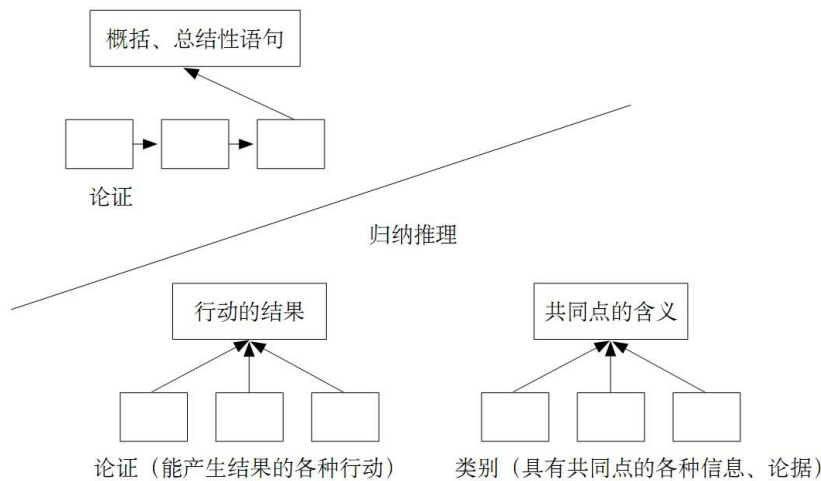 概括、总结性语句
论证
归纳推理
行动的结果
共同点的含义
论证（能产生结果的各种行动）
类别（具有共同点的各种信息、论据）